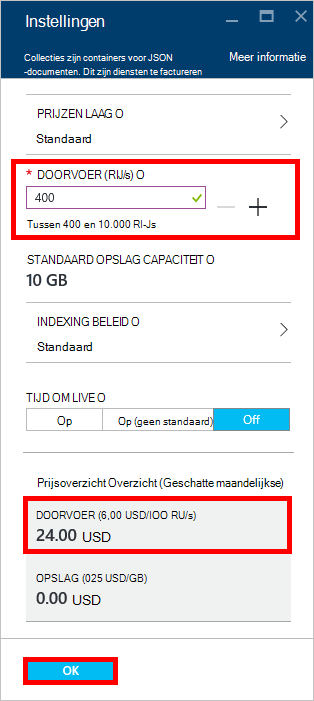 Instellingen
Collecties zijn containers voor JSON
-documenten. Dit zijn diensten te factureren
Meer informatie
PRIJZEN LAAG O
Standaard
* DOORVOER (RIJ/s) O
400
Tussen 400 en 10.000 RI-Js
STANDAARD OPSLAG CAPACITEIT O
10 GB
INDEXING BELEID O
Standaard
TIJD OM LIVE O
Op
Op (geen standaard)
Off
Prijsoverzicht Overzicht (Geschatte maandelijkse)
DOORVOER (6,00 USD/IOO RU/s)
24.00 USD
OPSLAG (025 USD/GB)
0.00 USD
OK